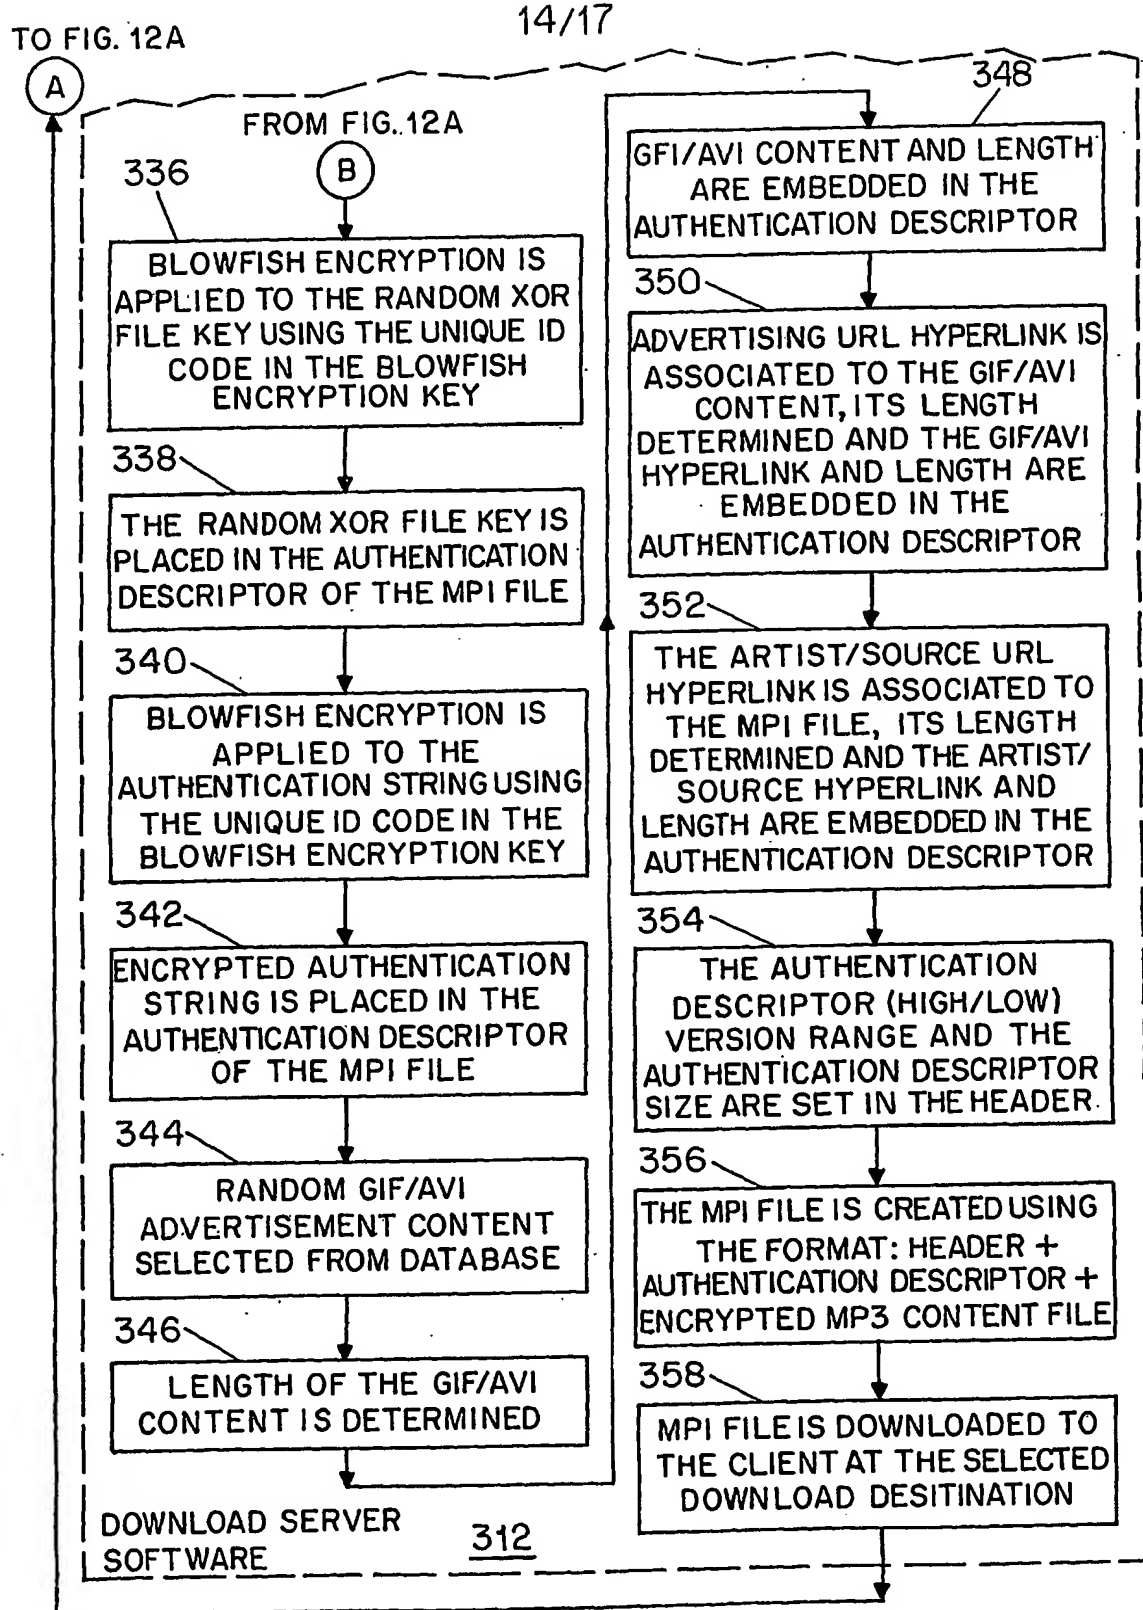 14/17
TO FIG. 12A
A
FROM FIG. 12A
B
336
BLOWFISH ENCRYPTION IS
APPLIED TO THE RANDOM XOR
FILE KEY USING THE UNIQUE ID
CODE IN THE BLOWFISH
ENCRYPTION KEY
338
THE RANDOM XOR FILE KEY IS
PLACED IN THE AUTHENTICATION
DESCRIPTOR OF THE MPI FILE
340
BLOWFISH ENCRYPTION IS
APPLIED TO THE
AUTHENTICATION STRING USING
THE UNIQUE ID CODE IN THE
BLOWFISH ENCRYPTION KEY
342
ENCRYPTED AUTHENTICATION
STRING IS PLACED IN THE
AUTHENTICATION DESCRIPTOR
OF THE MPI FILE
344
RANDOM GIF/AVI
ADVERTISEMENT CONTENT
SELECTED FROM DATABASE
346
LENGTH OF THE GIF/AVI
CONTENT IS DETERMINED
348
GFI/AVI CONTENT AND LENGTH
ARE EMBEDDED IN THE
AUTHENTICATION DESCRIPTOR
350
ADVERTISING URL HYPERLINK IS
ASSOCIATED TO THE GIF/AVI
CONTENT, ITS LENGTH
DETERMINED AND THE GIF/AVI
HYPERLINK AND LENGTH ARE
EMBEDDED IN THE
AUTHENTICATION DESCRIPTOR
352
THE ARTIST/SOURCE URL
HYPERLINK IS ASSOCIATED TO
THE MPI FILE, ITS LENGTH
DETERMINED AND THE ARTIST/
SOURCE HYPERLINK AND
LENGTH ARE EMBEDDED IN THE
AUTHENTICATION DESCRIPTOR
354
THE AUTHENTICATION
DESCRIPTOR (HIGH/LOW)
VERSION RANGE AND THE
AUTHENTICATION DESCRIPTOR
SIZE ARE SET IN THE HEADER.
356
THE MPI FILE IS CREATED USING
THE FORMAT: HEADER +
AUTHENTICATION DESCRIPTOR +
ENCRYPTED MP3 CONTENT FILE
358
MPI FILE IS DOWNLOADED TO
THE CLIENT AT THE SELECTED
DOWNLOAD DESITINATION
DOWNLOAD SERVER
SOFTWARE
312